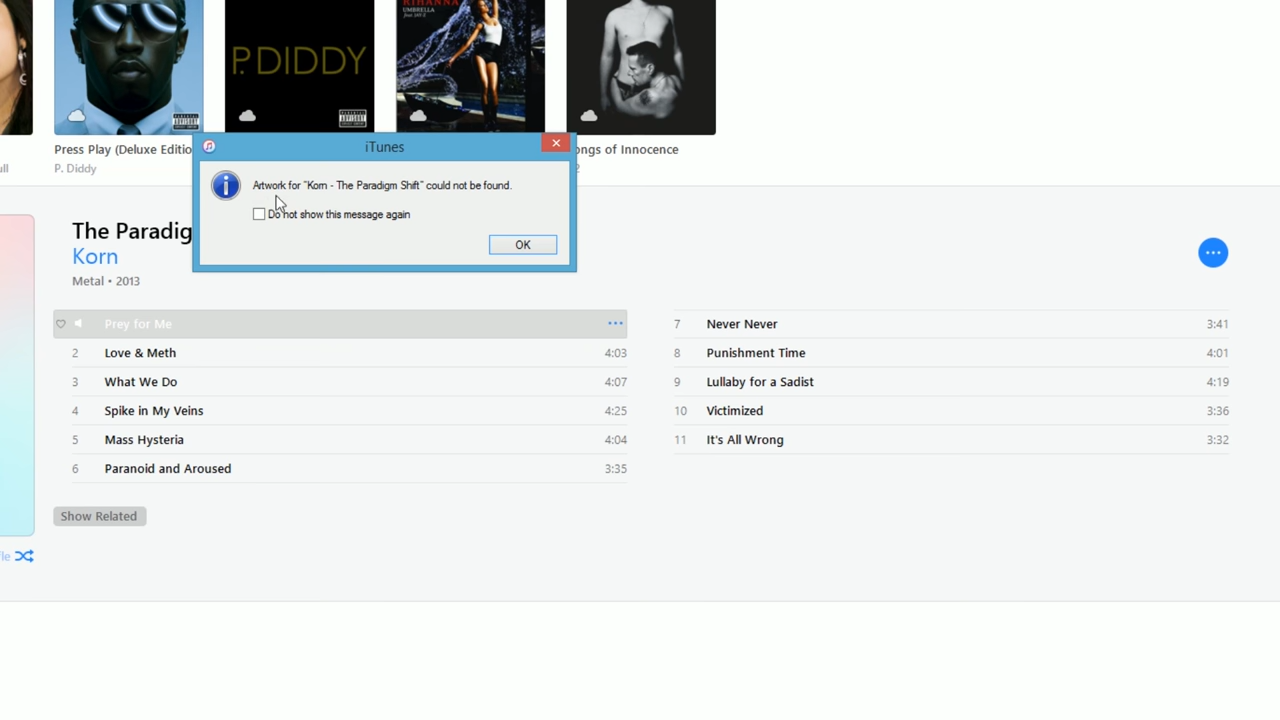 RIHANNA
UMBRELLA
feat. JAY-Z
P.DIDDY
Press Play (Deluxe Editio
ongs of Innocence
P. Diddy
iTunes
Artwork for "Korn - The Paradigm Shift" could not be found.
Do not show this message again
OK
The Paradig
Korn
Metal • 2013
Prey for Me
2 Love & Meth 4:03
3 What We Do 4:07
4 Spike in My Veins 4:25
5 Mass Hysteria 4:04
6 Paranoid and Aroused 3:35
7 Never Never 3:41
8 Punishment Time 4:01
9 Lullaby for a Sadist 4:19
10 Victimized 3:36
11 It's All Wrong 3:32
Show Related